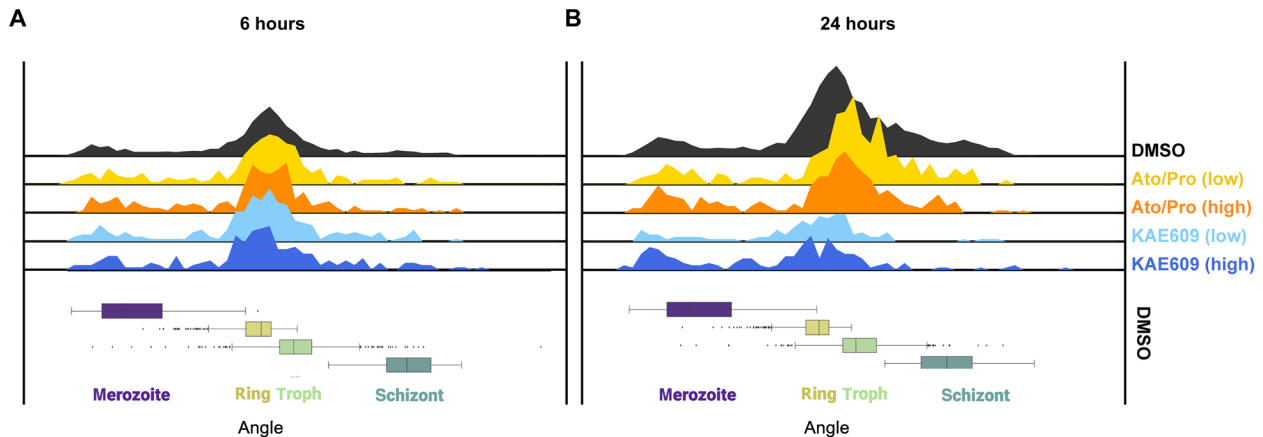 A
6 hours
B
24 hours
DMSO
Ato/Pro (low)
Ato/Pro (high)
KAE609 (low)
KAE609 (high)
DMSO
Merozoite Ring Troph Schizont
Merozoite Ring Troph Schizont
Angle
Angle